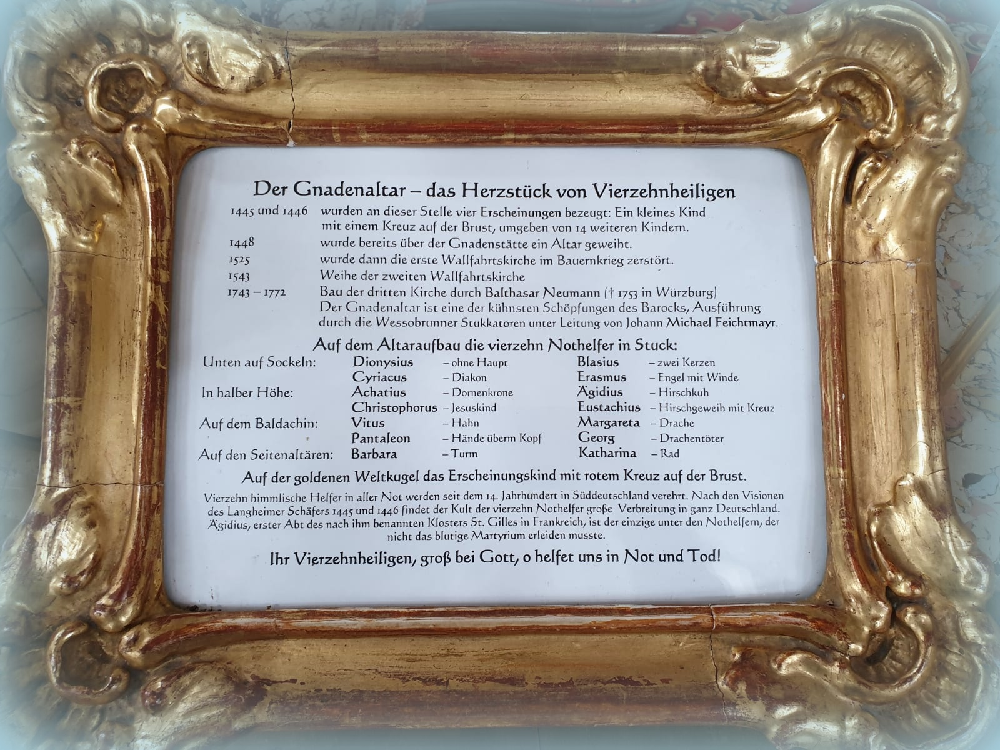 Der Gnadenaltar – das Herzstück von Vierzehnheiligen
1445 und 1446 wurden an dieser Stelle vier Erscheinungen bezeugt: Ein kleines Kind
mit einem Kreuz auf der Brust, umgeben von 14 weiteren Kindern.
1448 wurde bereits über der Gnadenstätte ein Altar geweiht.
1525 wurde dann die erste Wallfahrtskirche im Bauernkrieg zerstört.
1543 Weihe der zweiten Wallfahrtskirche
1743 – 1772 Bau der dritten Kirche durch Balthasar Neumann († 1753 in Würzburg)
Der Gnadenaltar ist eine der kühnsten Schöpfungen des Barocks, Ausführung
durch die Wessobrunner Stukkatoren unter Leitung von Johann Michael Feichtmayr.
Auf dem Altaraufbau die vierzehn Nothelfer in Stuck:
Unten auf Sockeln: Dionysius – ohne Haupt Blasius – zwei Kerzen
Cyriacus – Diakon Erasmus – Engel mit Winde
In halber Höhe: Achatius – Dornenkrone Ägidius – Hirschkuh
Christophorus – Jesuskind Eustachius – Hirschgeweih mit Kreuz
Auf dem Baldachin: Vitus – Hahn Margareta – Drache
Pantaleon – Hände überm Kopf Georg – Drachentöter
Auf den Seitenaltären: Barbara – Turm Katharina – Rad
Auf der goldenen Weltkugel das Erscheinungskind mit rotem Kreuz auf der Brust.
Vierzehn himmlische Helfer in aller Not werden seit dem 14. Jahrhundert in Süddeutschland verehrt. Nach den Visionen
des Langheimer Schäfers 1445 und 1446 findet der Kult der vierzehn Nothelfer große Verbreitung in ganz Deutschland.
Ägidius, erster Abt des nach ihm benannten Klosters St. Gilles in Frankreich, ist der einzige unter den Nothelfern, der
nicht das blutige Martyrium erleiden musste.
Ihr Vierzehnheiligen, groß bei Gott, o helfet uns in Not und Tod!